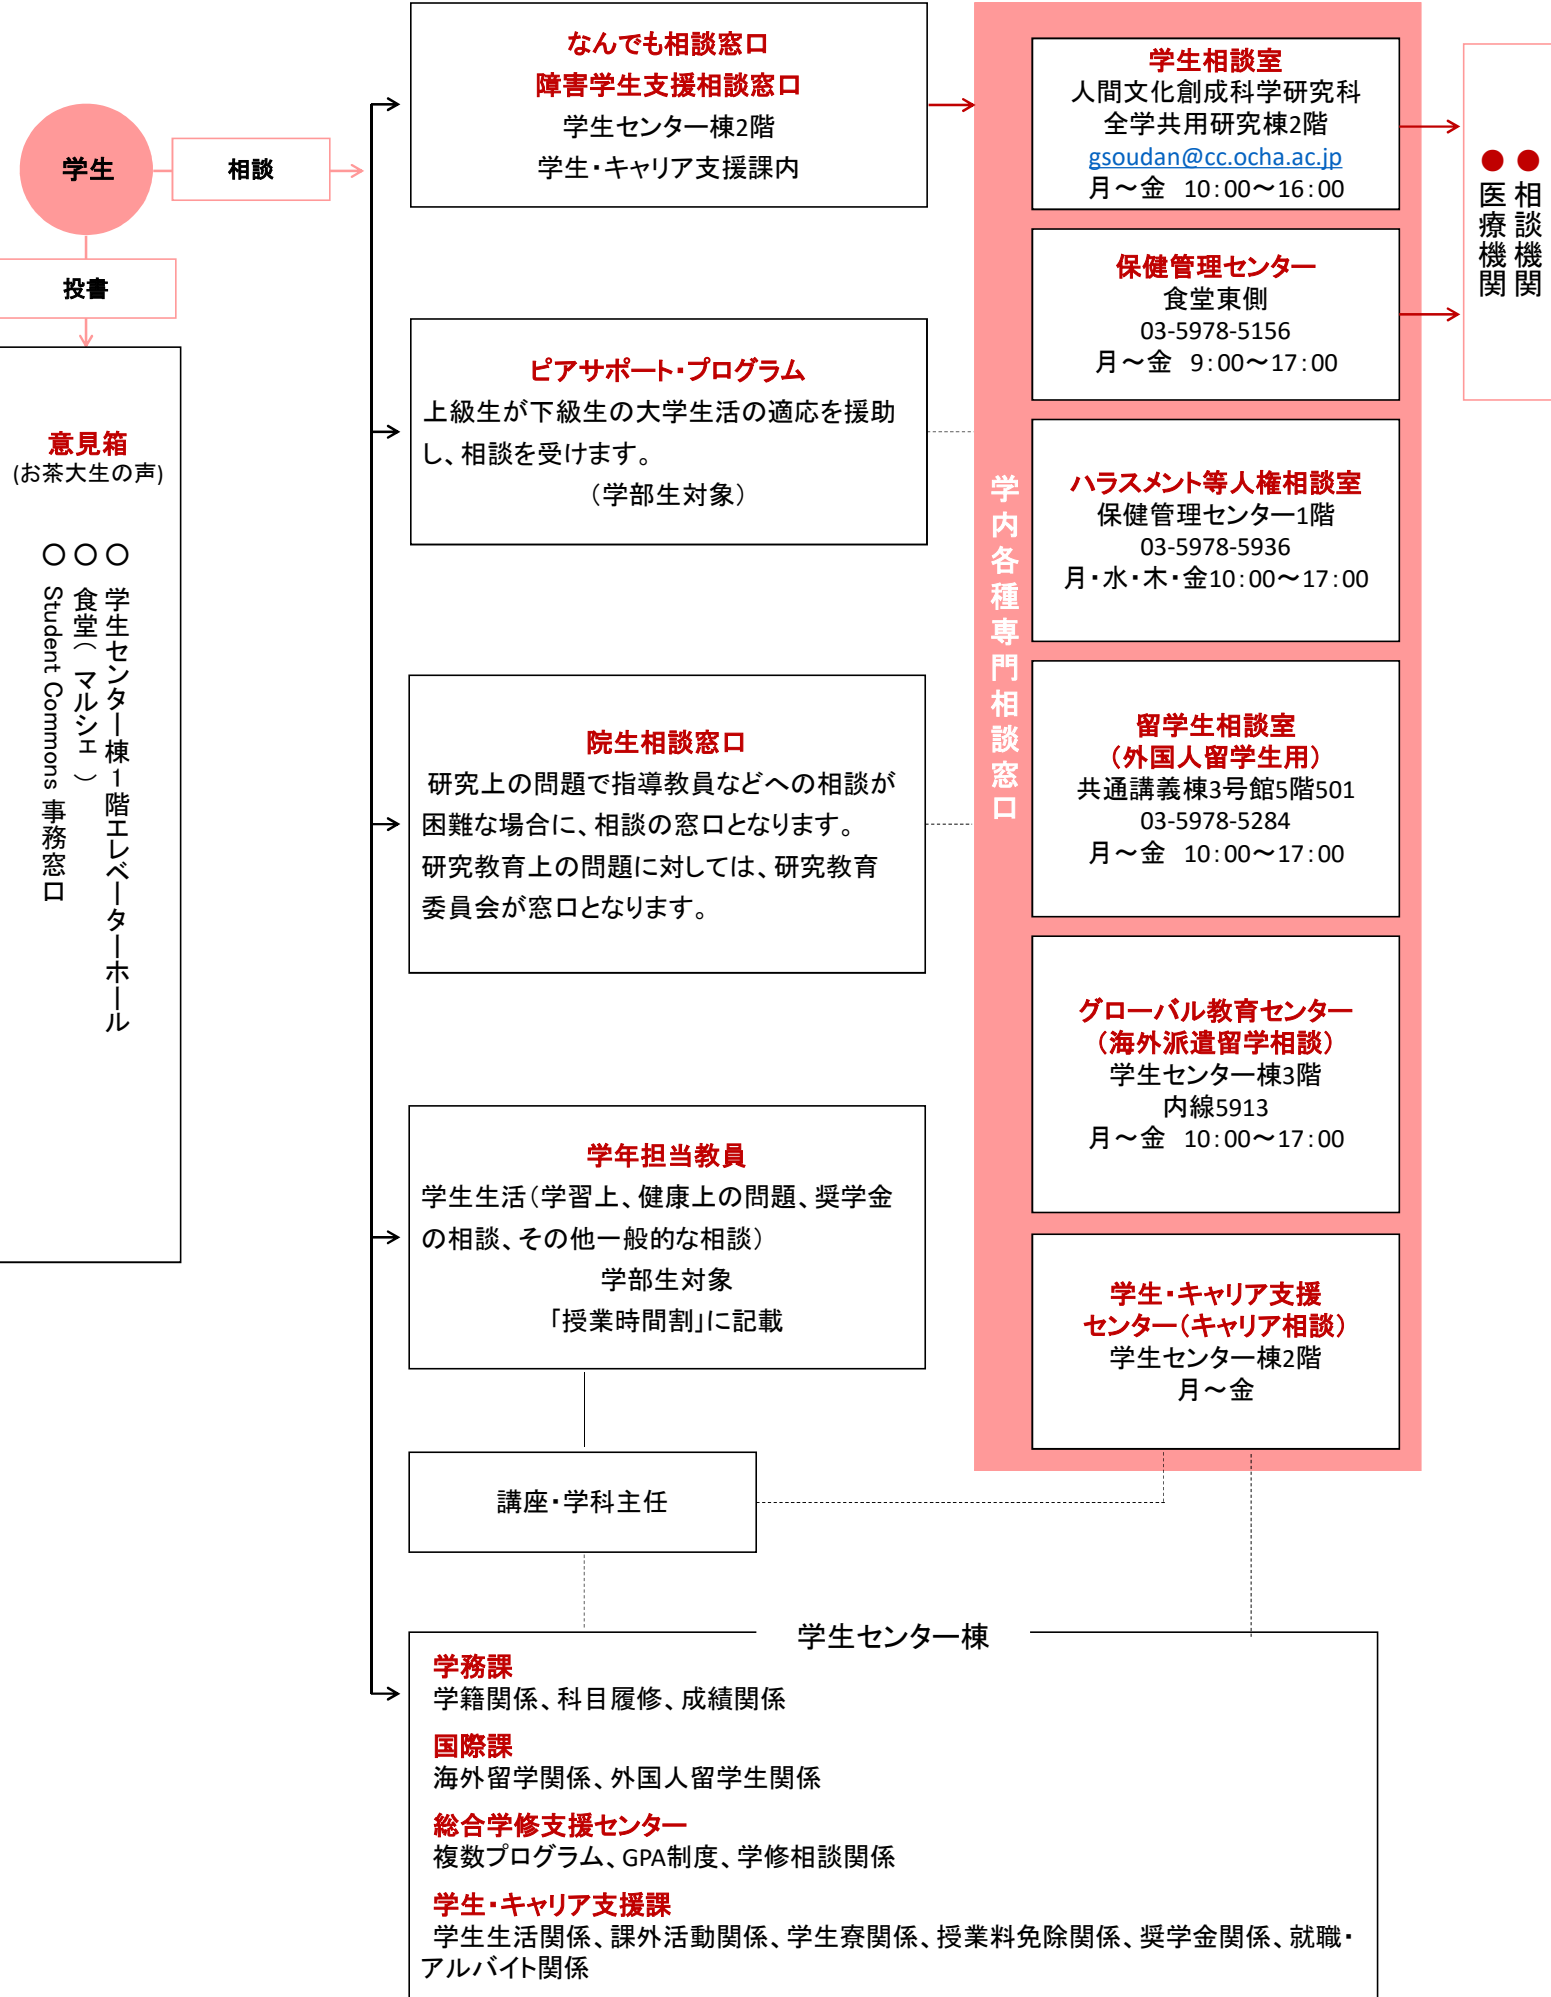 学生
相談
投書
意見箱
(お茶大生の声)
○ 学生センター棟1階エレベーターホール
○ 食堂(マルシェ)
○ Student Commons 事務窓口
なんでも相談窓口
障害学生支援相談窓口
学生センター棟2階
学生・キャリア支援課内
ピアサポート・プログラム
上級生が下級生の大学生活の適応を援助
し、相談を受けます。
（学部生対象）
院生相談窓口
研究上の問題で指導教員などへの相談が
困難な場合に、相談の窓口となります。
研究教育上の問題に対しては、研究教育
委員会が窓口となります。
学年担当教員
学生生活（学習上、健康上の問題、奨学金
の相談、その他一般的な相談）
学部生対象
「授業時間割」に記載
講座・学科主任
学内各種専門相談窓口
学生相談室
人間文化創成科学研究科
全学共用研究棟2階
gsoudan@cc.ocha.ac.jp
月～金 10：00～16：00
保健管理センター
食堂東側
03-5978-5156
月～金 9：00～17：00
ハラスメント等人権相談室
保健管理センター1階
03-5978-5936
月・水・木・金10：00～17：00
留学生相談室
（外国人留学生用）
共通講義棟3号館5階501
03-5978-5284
月～金 10：00～17：00
グローバル教育センター
（海外派遣留学相談）
学生センター棟3階
内線5913
月～金 10：00～17：00
学生・キャリア支援
センター（キャリア相談）
学生センター棟2階
月～金
●相談機関
●医療機関
学生センター棟
学務課
学籍関係、科目履修、成績関係
国際課
海外留学関係、外国人留学生関係
総合学修支援センター
複数プログラム、GPA制度、学修相談関係
学生・キャリア支援課
学生生活関係、課外活動関係、学生寮関係、授業料免除関係、奨学金関係、就職・
アルバイト関係